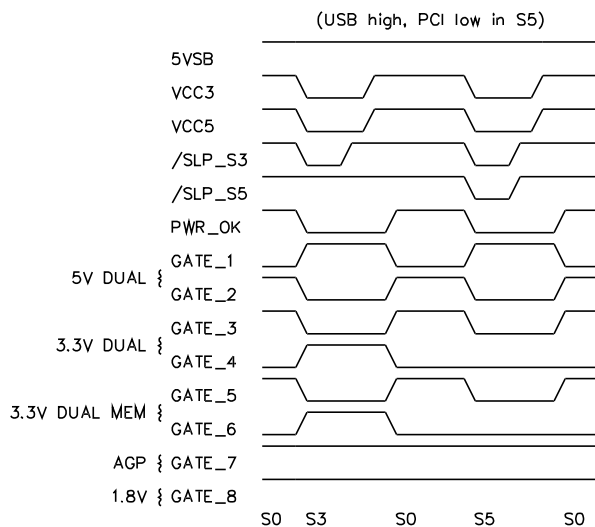 (USB high, PCI low in S5)
5VSB
VCC3
VCC5
/SLP_S3
/SLP_S5
PWR_OK
GATE_1
5V DUAL
GATE_2
GATE_3
3.3V DUAL
GATE_4
GATE_5
3.3V DUAL MEM
GATE_6
AGP GATE_7
1.8V GATE_8
S0 S3 S0 S5 S0